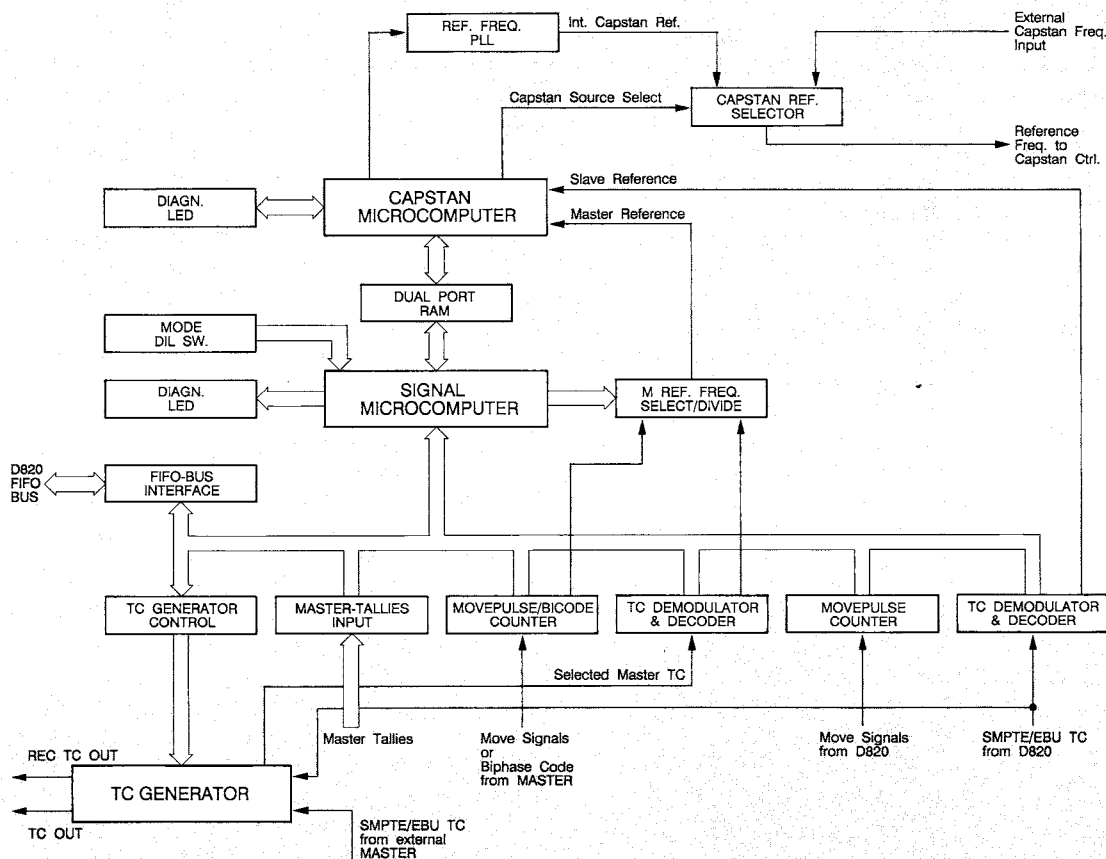 REF. FREQ.
PLL
Int. Capstan Ref.
External
Capstan Freq.
Input
Capstan Source Select
CAPSTAN REF.
SELECTOR
Reference
Freq. to
Capstan Ctrl.
DIAGN.
LED
CAPSTAN
MICROCOMPUTER
Slave Reference
Master Reference
DUAL PORT
RAM
MODE
DIL SW.
DIAGN.
LED
SIGNAL
MICROCOMPUTER
M REF. FREQ.
SELECT/DIVIDE
D820
FIFO
BUS
FIFO-BUS
INTERFACE
TC GENERATOR
CONTROL
MASTER-TALLIES
INPUT
MOVEPULSE/BICODE
COUNTER
TC DEMODULATOR
& DECODER
MOVEPULSE
COUNTER
TC DEMODULATOR
& DECODER
Selected Master TC
Master Tallies
Move Signals
or
Biphase Code
from MASTER
Move Signals
from D820
SMPTE/EBU TC
from D820
REC TC OUT
TC GENERATOR
TC OUT
SMPTE/EBU TC
from external
MASTER